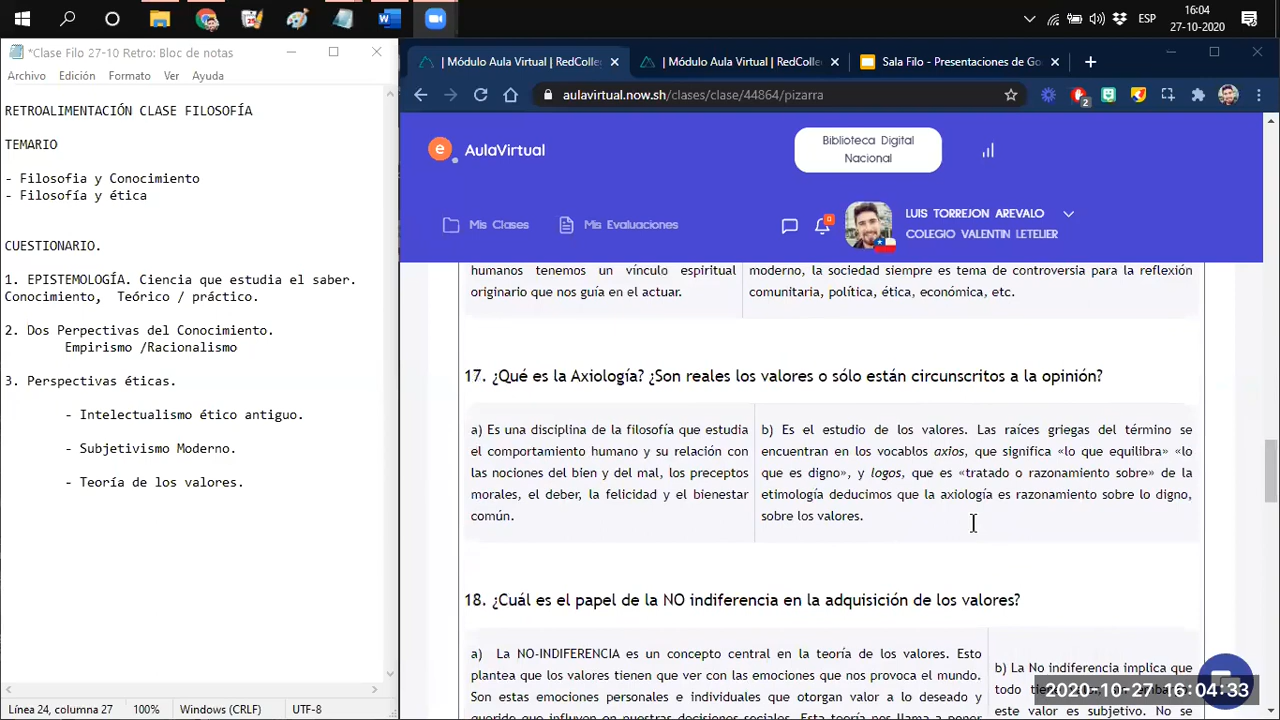 16:04
ESP
27-10-2020
*Clase Filo 27-10 Retro: Bloc de notas
Archivo Edición Formato Ver Ayuda
RETROALIMENTACIÓN CLASE FILOSOFÍA
TEMARIO
- Filosofia y Conocimiento
- Filosofía y ética
CUESTIONARIO.
1. EPISTEMOLOGÍA. Ciencia que estudia el saber.
Conocimiento, Teórico / práctico.
2. Dos Perpectivas del Conocimiento.
Empirismo /Racionalismo
3. Perspectivas éticas.
- Intelectualismo ético antiguo.
- Subjetivismo Moderno.
- Teoría de los valores.
Línea 24, columna 27 100% Windows (CRLF) UTF-8
| Módulo Aula Virtual | RedColle | Módulo Aula Virtual | RedColle Sala Filo - Presentaciones de Go
aulavirtual.now.sh/clases/clase/44864/pizarra
2
e AulaVirtual
Biblioteca Digital
Nacional
Mis Clases Mis Evaluaciones
0
LUIS TORREJON AREVALO
COLEGIO VALENTIN LETELIER
humanos tenemos un vínculo espiritual
originario que nos guía en el actuar.
moderno, la sociedad siempre es tema de controversia para la reflexión
comunitaria, política, ética, económica, etc.
17. ¿Qué es la Axiología? ¿Son reales los valores o sólo están circunscritos a la opinión?
a) Es una disciplina de la filosofía que estudia
el comportamiento humano y su relación con
las nociones del bien y del mal, los preceptos
morales, el deber, la felicidad y el bienestar
común.
b) Es el estudio de los valores. Las raíces griegas del término se
encuentran en los vocablos axios, que significa «lo que equilibra» «lo
que es digno», y logos, que es «tratado o razonamiento sobre» de la
etimología deducimos que la axiología es razonamiento sobre lo digno,
sobre los valores.
18. ¿Cuál es el papel de la NO indiferencia en la adquisición de los valores?
a) La NO-INDIFERENCIA es un concepto central en la teoría de los valores. Esto
plantea que los valores tienen que ver con las emociones que nos provoca el mundo.
Son estas emociones personales e individuales que otorgan valor a lo deseado y
querido que influyen en nuestras decisiones sociales. Esta teoría nos llama a poner
b) La No indiferencia implica que
todo
este valor es subjetivo. No se
2020-10-27 16:04:33